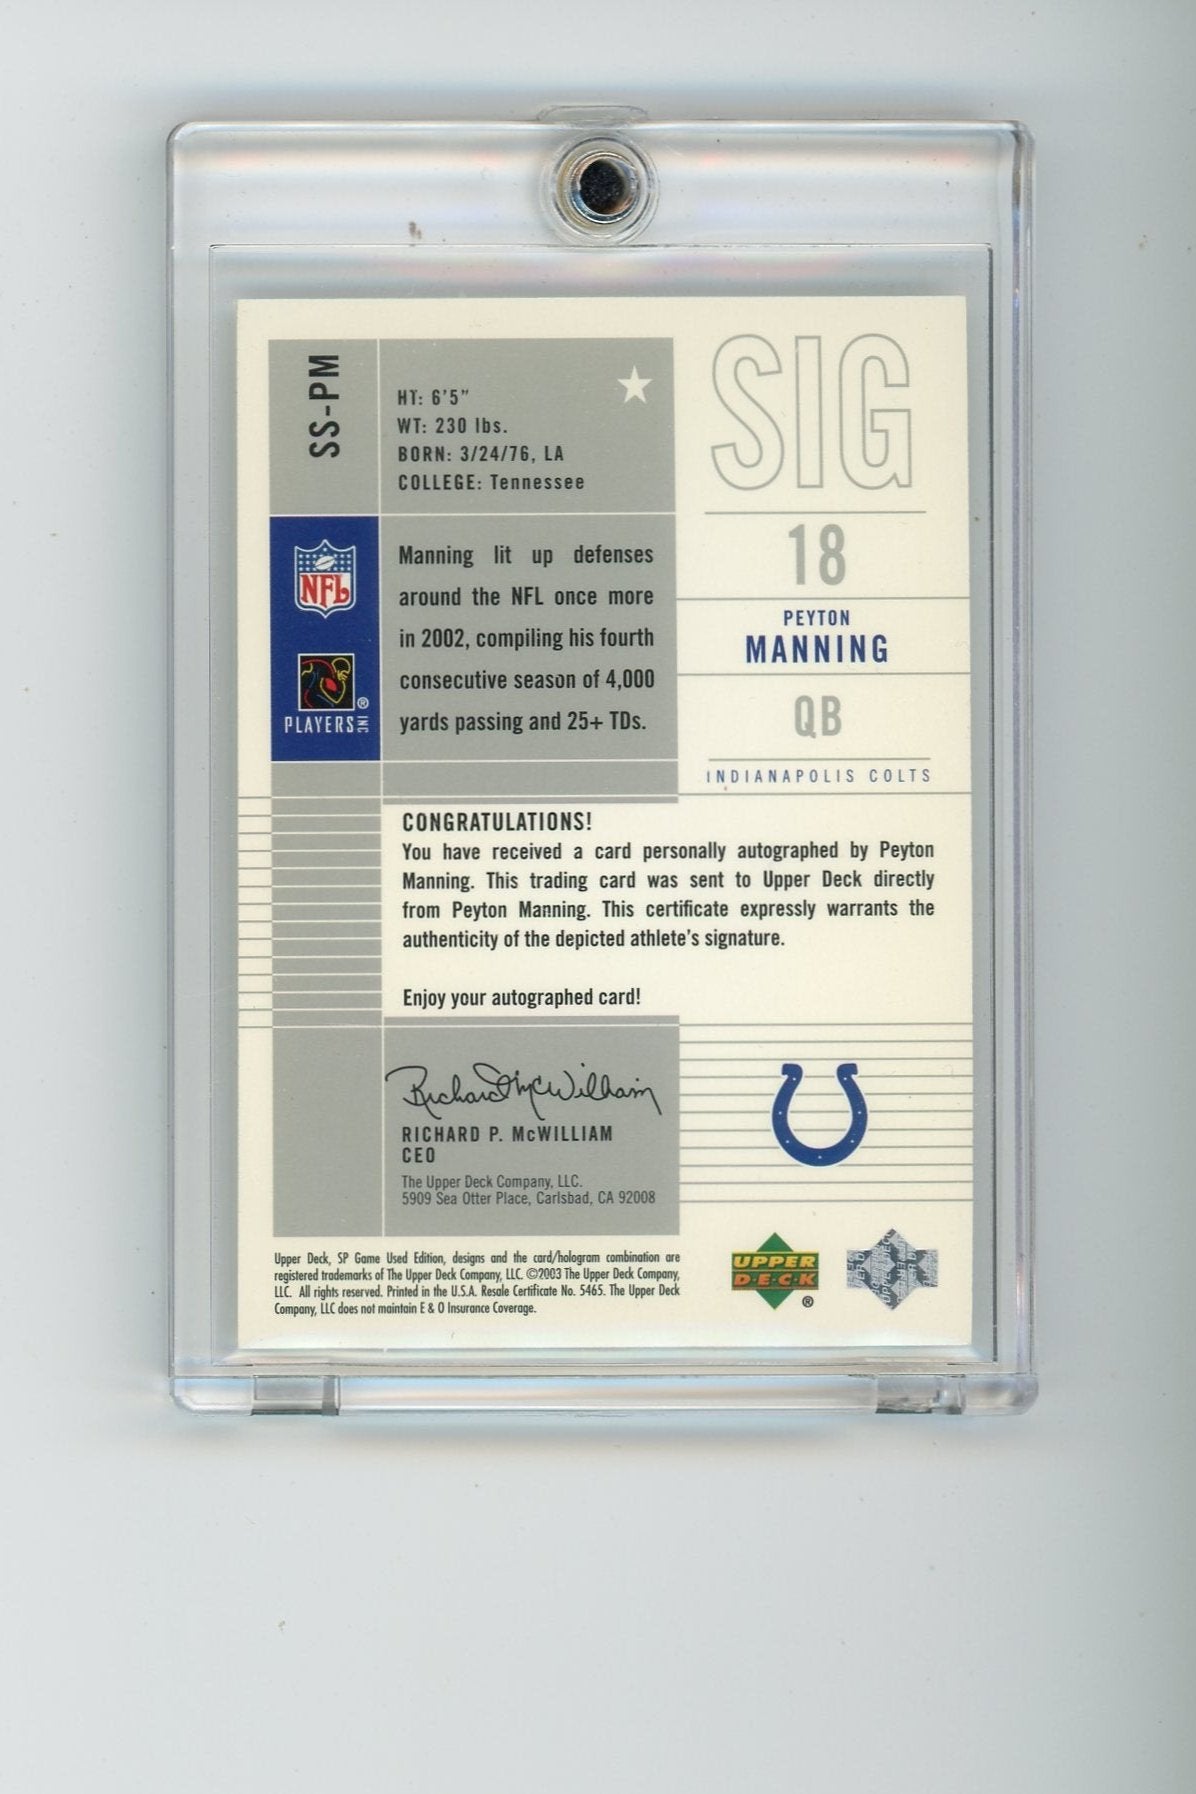 SS-PM
HT: 6'5"
WT: 230 lbs.
BORN: 3/24/76, LA
COLLEGE: Tennessee
Manning lit up defenses
around the NFL once more
in 2002, compiling his fourth
consecutive season of 4,000
yards passing and 25+ TDs.
NFL
PLAYERS INC ®
SIG
18
PEYTON
MANNING
QB
INDIANAPOLIS COLTS
CONGRATULATIONS!
You have received a card personally autographed by Peyton
Manning. This trading card was sent to Upper Deck directly
from Peyton Manning. This certificate expressly warrants the
authenticity of the depicted athlete's signature.
Enjoy your autographed card!
Richard McWilliam
RICHARD P. McWILLIAM
CEO
The Upper Deck Company, LLC.
5909 Sea Otter Place, Carlsbad, CA 92008
Upper Deck, SP Game Used Edition, designs and the card/hologram combination are
registered trademarks of The Upper Deck Company, LLC. ©2003 The Upper Deck Company,
LLC. All rights reserved. Printed in the U.S.A. Resale Certificate No. 5465. The Upper Deck
Company, LLC does not maintain E & O Insurance Coverage.
UPPER
D·E·C·K
®